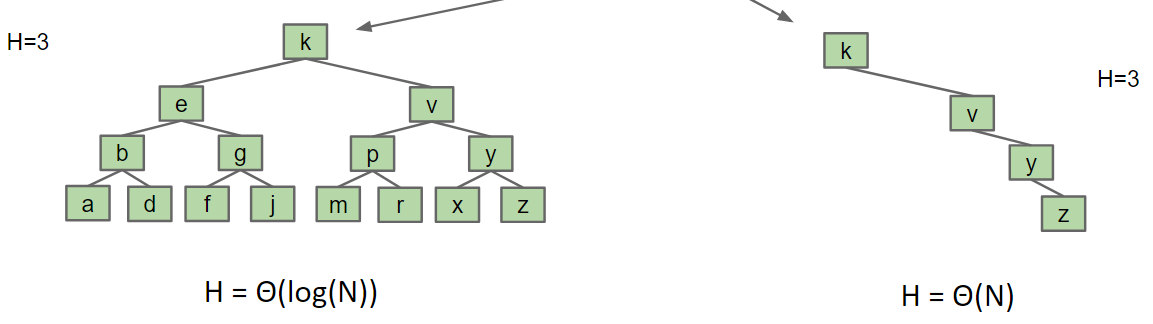 H=3
k
e v
b g p y
a d f j m r x z
H = Θ(log(N))
k
H=3
v
y
z
H = Θ(N)